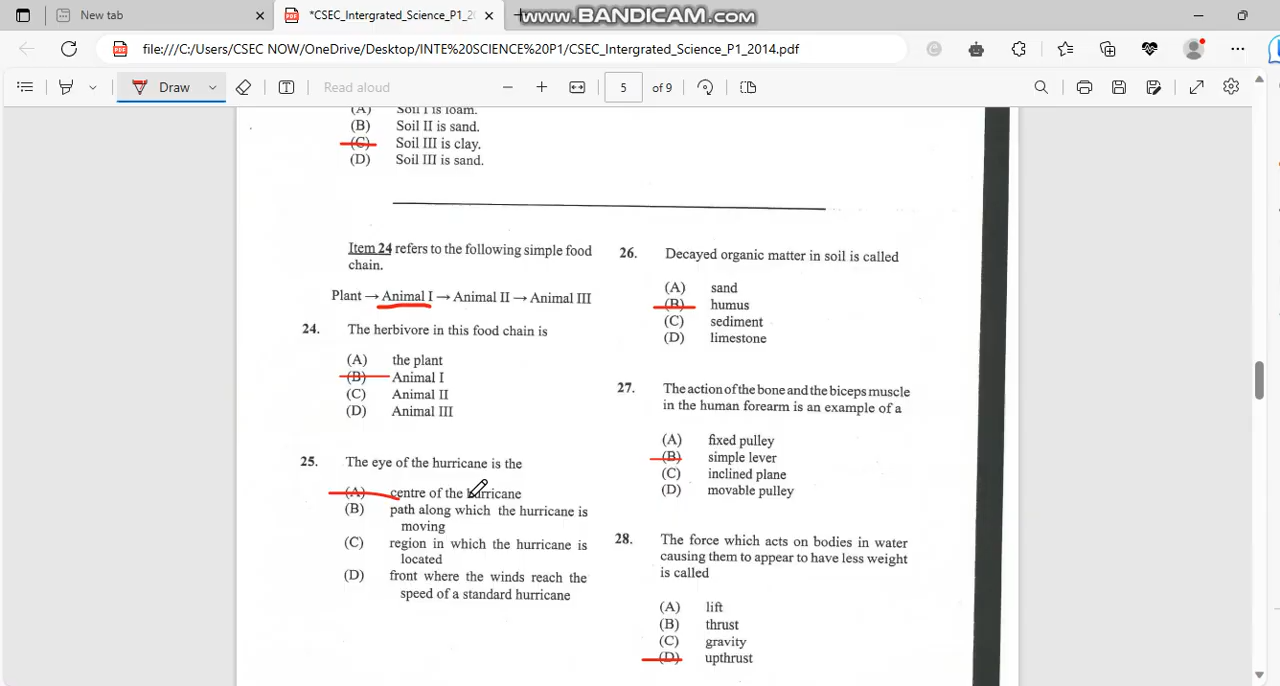 New tab
*CSEC_Intergrated_Science_P1_2
www.BANDICAM.com
file:///C:/Users/CSEC NOW/OneDrive/Desktop/INTE%20SCIENCE%20P1/CSEC_Intergrated_Science_P1_2014.pdf
Draw
Read aloud
5 of 9
(A) Soil I is loam.
(B) Soil II is sand.
(C) Soil III is clay.
(D) Soil III is sand.
Item 24 refers to the following simple food
chain.
Plant → Animal I → Animal II → Animal III
24. The herbivore in this food chain is
(A) the plant
(B) Animal I
(C) Animal II
(D) Animal III
25. The eye of the hurricane is the
(A) centre of the hurricane
(B) path along which the hurricane is
moving
(C) region in which the hurricane is
located
(D) front where the winds reach the
speed of a standard hurricane
26. Decayed organic matter in soil is called
(A) sand
(B) humus
(C) sediment
(D) limestone
27. The action of the bone and the biceps muscle
in the human forearm is an example of a
(A) fixed pulley
(B) simple lever
(C) inclined plane
(D) movable pulley
28. The force which acts on bodies in water
causing them to appear to have less weight
is called
(A) lift
(B) thrust
(C) gravity
(D) upthrust